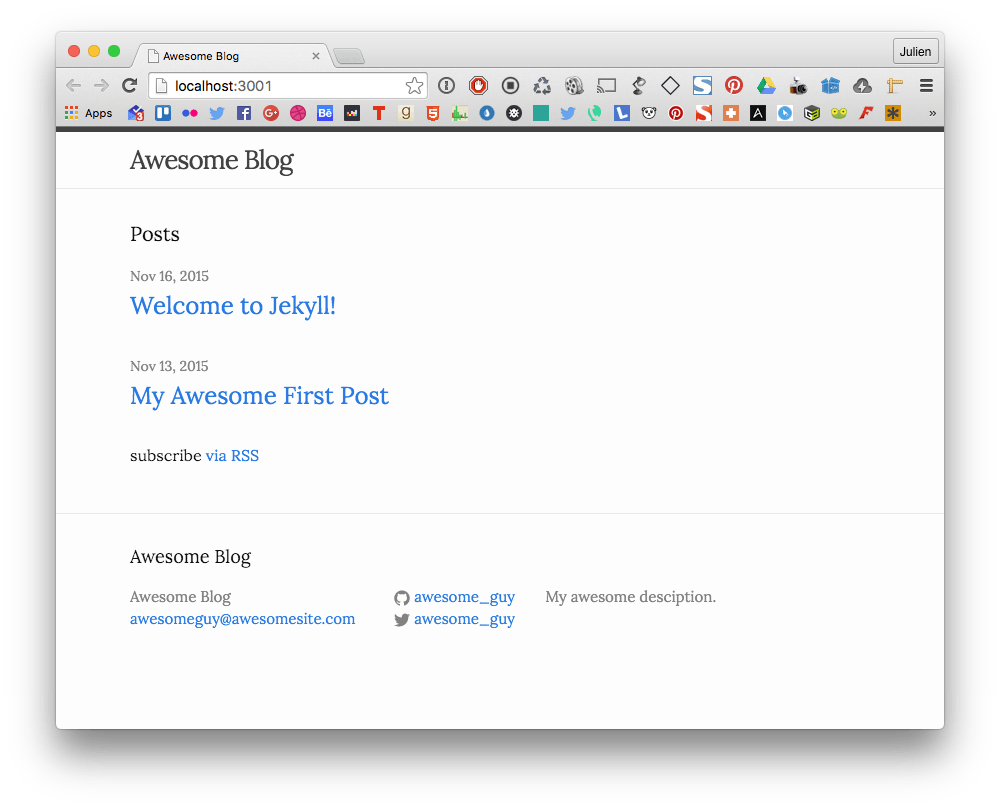 Awesome Blog
Julien
localhost:3001
Apps
Awesome Blog
Posts
Nov 16, 2015
Welcome to Jekyll!
Nov 13, 2015
My Awesome First Post
subscribe via RSS
Awesome Blog
Awesome Blog
awesomeguy@awesomesite.com
awesome_guy
awesome_guy
My awesome desciption.